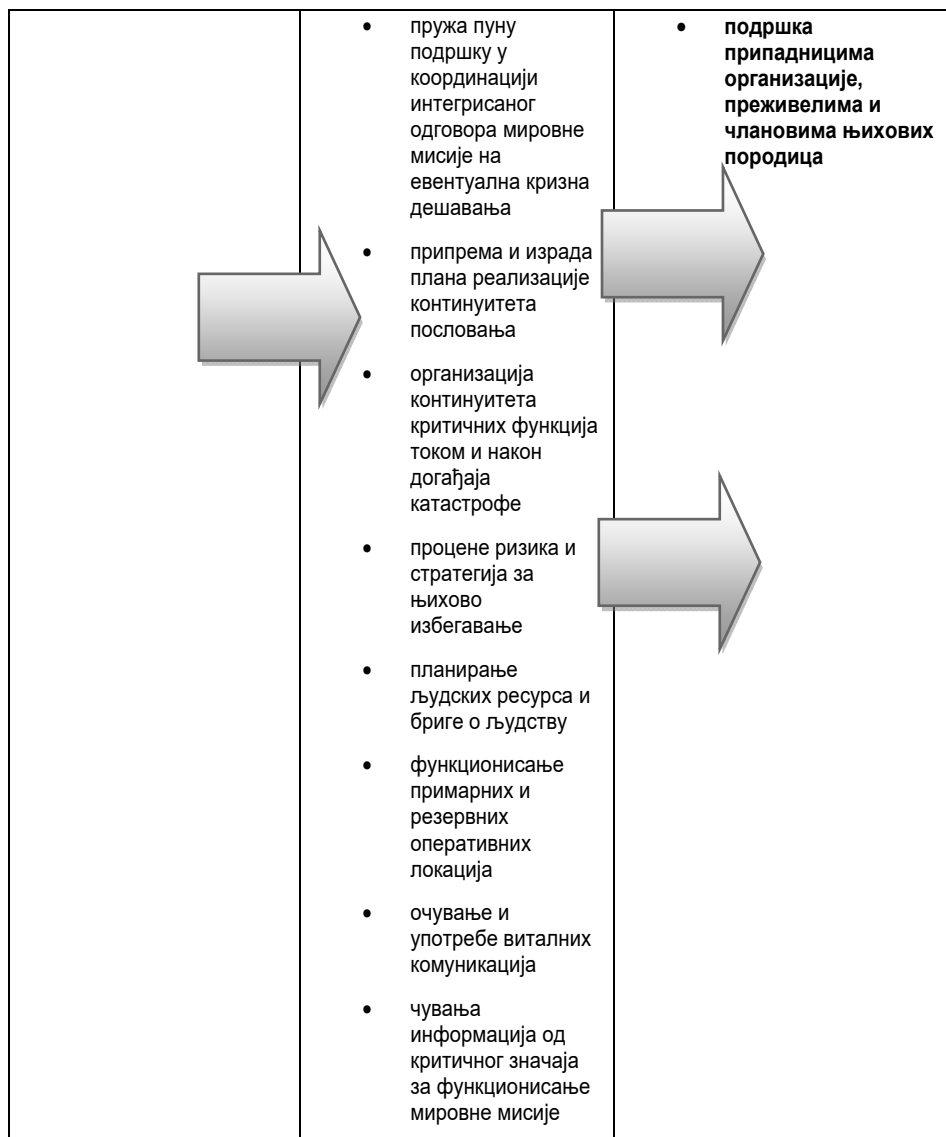 • пружа пуну
подршку у
координацији
интегрисаног
одговора мировне
мисије на
евентуална кризна
дешавања
• припрема и израда
плана реализације
континуитета
пословања
• организација
континуитета
критичних функција
током и након
догађаја
катастрофе
• процене ризика и
стратегија за
њихово
избегавање
• планирање
људских ресурса и
бриге о људству
• функционисање
примарних и
резервних
оперативних
локација
• очување и
употребе виталних
комуникација
• чувања
информација од
критичног значаја
за функционисање
мировне мисије
• подршка
припадницима
организације,
преживелима и
члановима њихових
породица